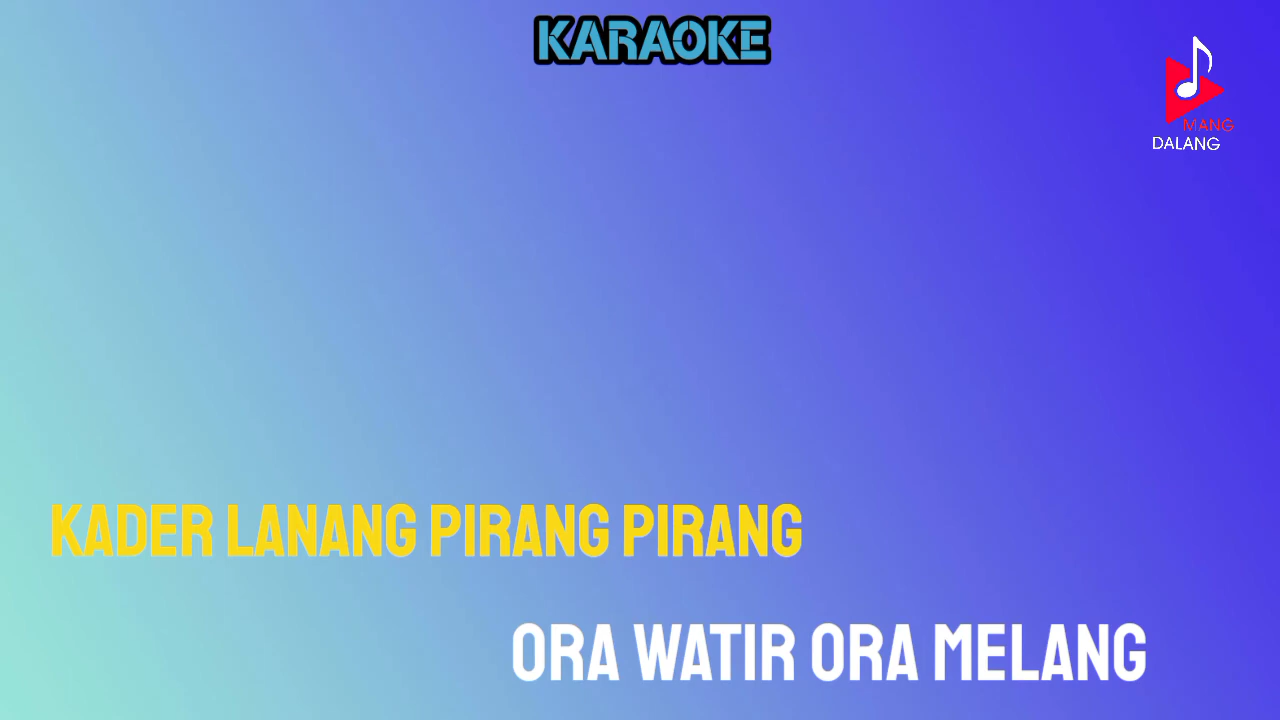 KARAOKE
MANG
DALANG
KADER LANANG PIRANG PIRANG
ORA WATIR ORA MELANG